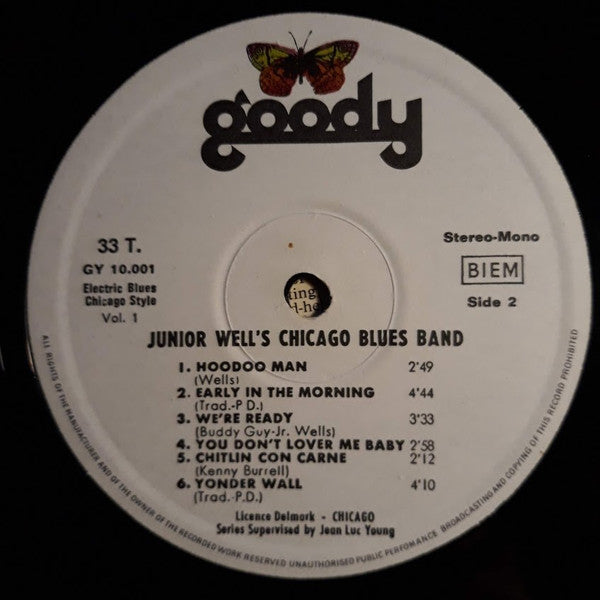 goody
33 T.
GY 10.001
Electric Blues
Chicago Style
Vol. 1
Stereo-Mono
BIEM
Side 2
JUNIOR WELL'S CHICAGO BLUES BAND
1. HOODOO MAN 2'49
(Wells)
2. EARLY IN THE MORNING 4'44
(Trad.-P D.)
3. WE'RE READY 3'33
(Buddy Guy-Jr. Wells)
4. YOU DON'T LOVER ME BABY 2'58
5. CHITLIN CON CARNE 2'12
(Kenny Burrell)
6. YONDER WALL 4'10
(Trad.-P.D.)
Licence Delmark - CHICAGO
Series Supervised by Jean Luc Young
ALL RIGHTS OF THE MANUFACTURER AND OF THE OWNER OF THE RECORDED WORK RESERVED UNAUTHORISED PUBLIC PERFOMANCE BROADCASTING AND COPYING OF THIS RECORD PROHIBITED